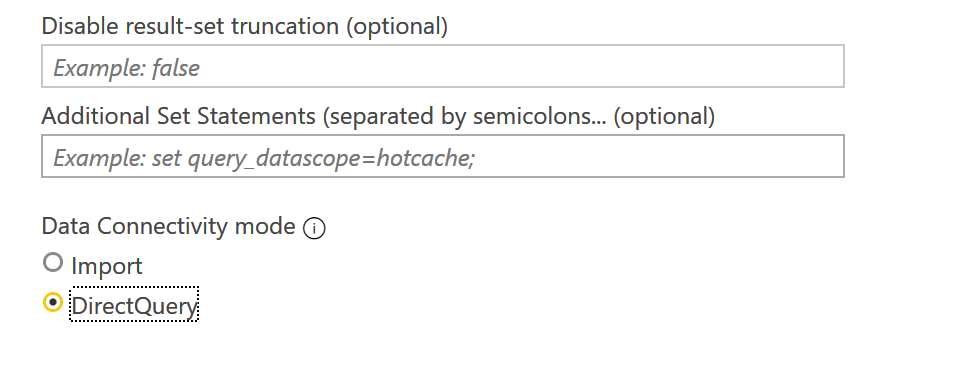 Disable result-set truncation (optional)
Example: false
Additional Set Statements (separated by semicolons... (optional)
Example: set query_datascope=hotcache;
Data Connectivity mode
Import
DirectQuery